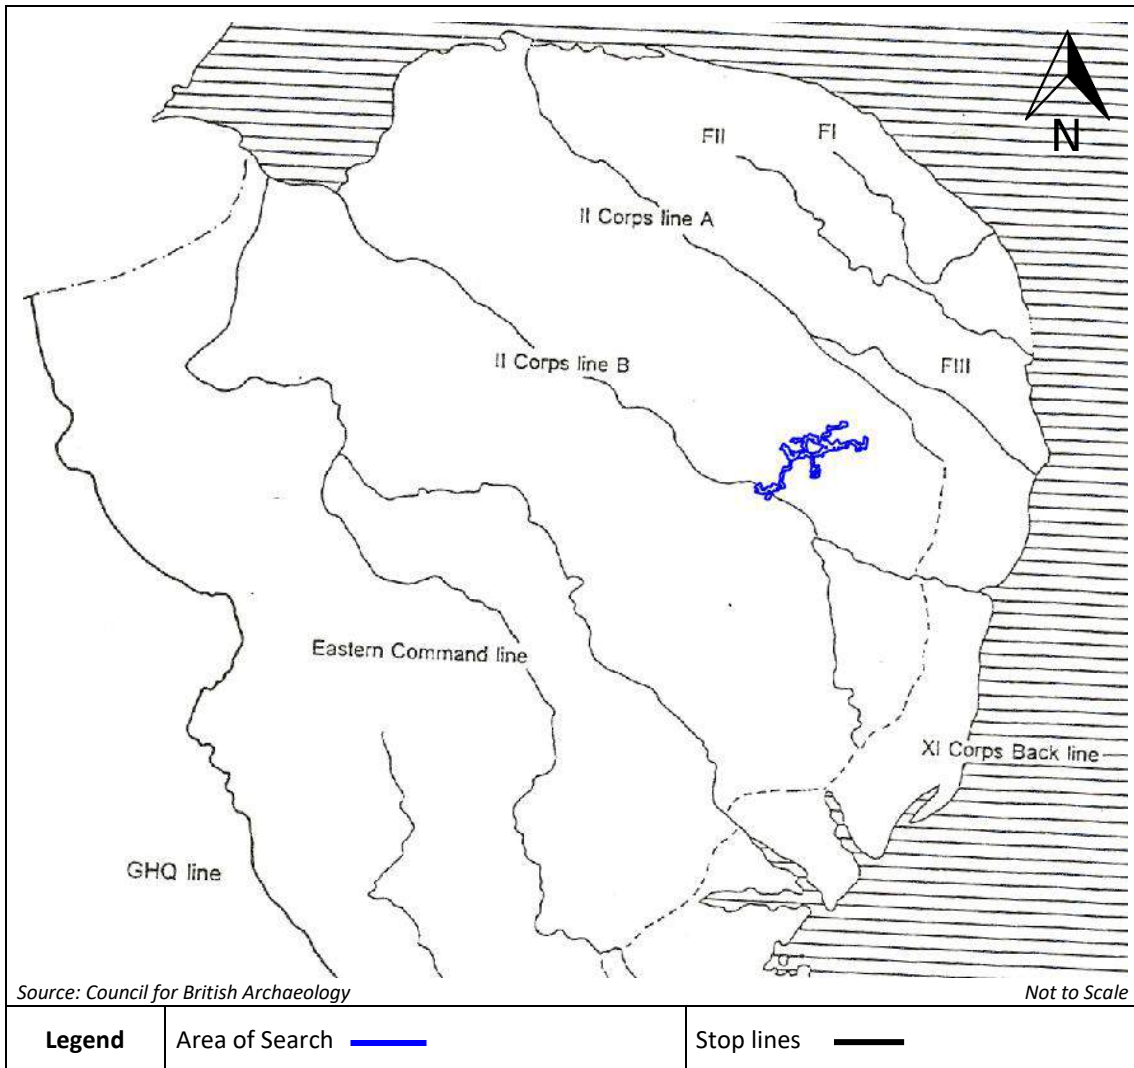 N
FII
FI
II Corps line A
II Corps line B
FIII
Eastern Command line
XI Corps Back line
GHQ line
Source: Council for British Archaeology
Not to Scale
Legend
Area of Search
Stop lines